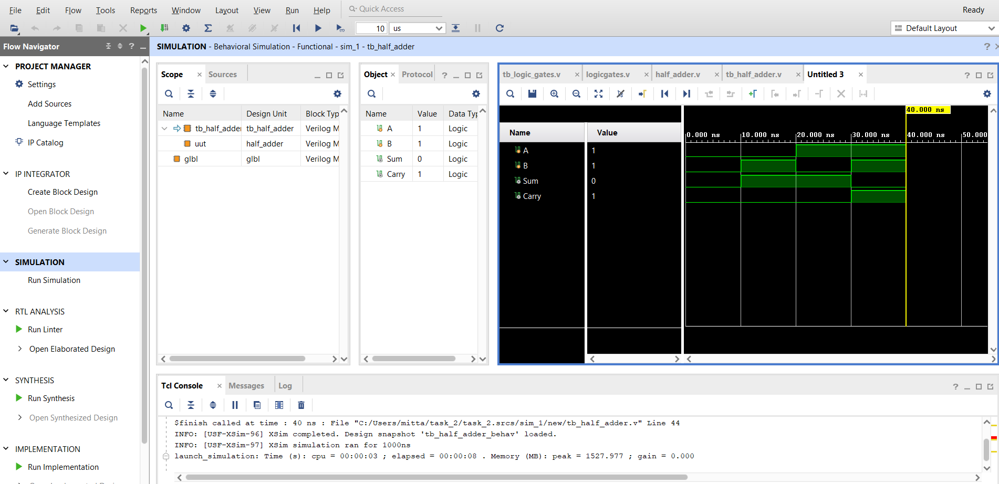 File Edit Flow Tools Reports Window Layout View Run Help Quick Access Ready
10 us Default Layout
Flow Navigator ?
SIMULATION - Behavioral Simulation - Functional - sim_1 - tb_half_adder ?
PROJECT MANAGER
Settings
Add Sources
Language Templates
IP Catalog
IP INTEGRATOR
Create Block Design
Open Block Design
Generate Block Design
SIMULATION
Run Simulation
RTL ANALYSIS
Run Linter
Open Elaborated Design
SYNTHESIS
Run Synthesis
Open Synthesized Design
IMPLEMENTATION
Run Implementation
Scope Sources
Name Design Unit Block Typ
tb_half_adder tb_half_adder Verilog M
uut half_adder Verilog M
glbl glbl Verilog M
Object Protocol ?
Name Value Data Typ
A 1 Logic
B 1 Logic
Sum 0 Logic
Carry 1 Logic
tb_logic_gates.v logicgates.v half_adder.v tb_half_adder.v Untitled 3 ?
40.000 ns
Name Value
0.000 ns 10.000 ns 20.000 ns 30.000 ns 40.000 ns 50.000
A 1
B 1
Sum 0
Carry 1
Tcl Console Messages Log ?
$finish called at time : 40 ns : File "C:/Users/mitta/task_2/task_2.srcs/sim_1/new/tb_half_adder.v" Line 44
INFO: [USF-XSim-96] XSim completed. Design snapshot 'tb_half_adder_behav' loaded.
INFO: [USF-XSim-97] XSim simulation ran for 1000ns
launch_simulation: Time (s): cpu = 00:00:03 ; elapsed = 00:00:08 . Memory (MB): peak = 1527.977 ; gain = 0.000